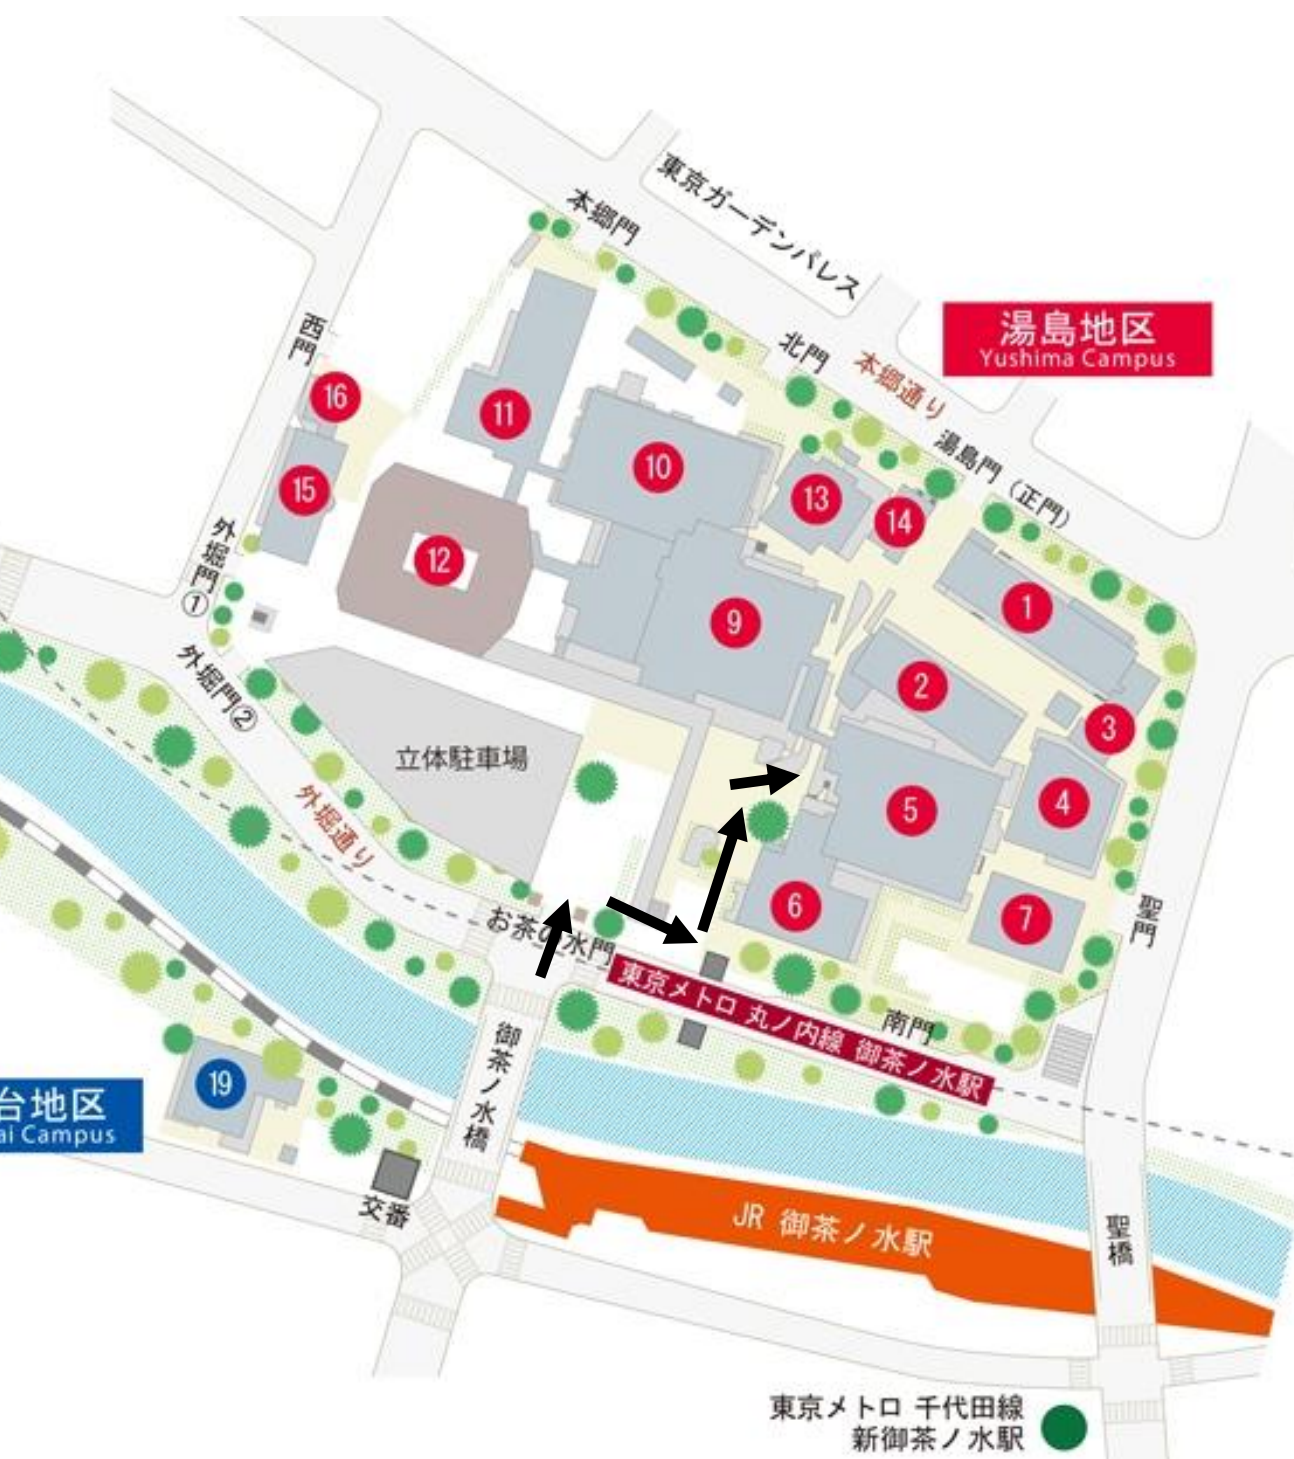 東京ガーデンパレス
本郷門
湯島地区
Yushima Campus
北門
本郷通り
西門
湯島門（正門）
16
11
10
15
13
14
外堀門①
12
1
9
外堀門②
2
3
立体駐車場
4
5
外堀通り
6
7
お茶の水門
聖門
東京メトロ 丸ノ内線 御茶ノ水駅
南門
御茶ノ水橋
19
台地区
ai Campus
交番
JR 御茶ノ水駅
聖橋
東京メトロ 千代田線
新御茶ノ水駅